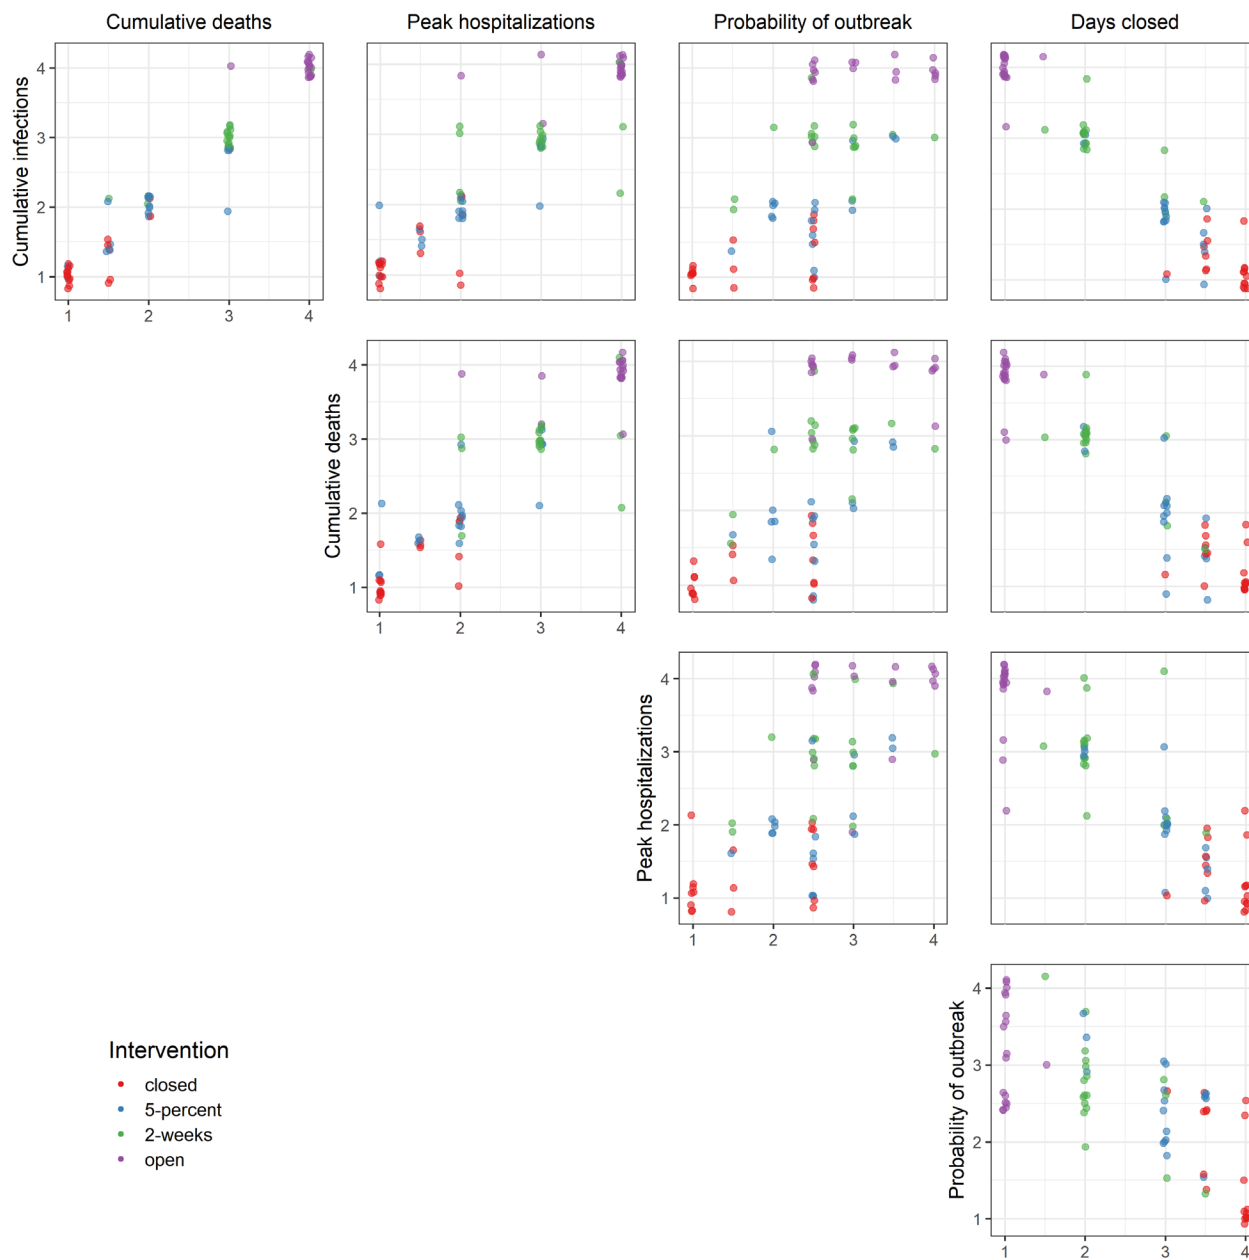 Cumulative deaths
Peak hospitalizations
Probability of outbreak
Days closed
Cumulative infections
4
3
2
1
1 2 3 4
Cumulative deaths
4
3
2
1
1 2 3 4
Peak hospitalizations
4
3
2
1
1 2 3 4
Probability of outbreak
4
3
2
1
1 2 3 4
Intervention
closed
5-percent
2-weeks
open